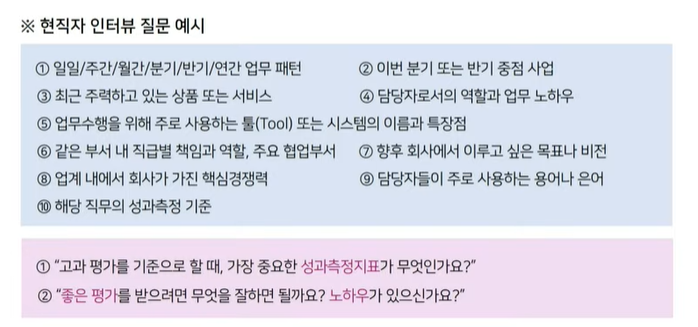 ※ 현직자 인터뷰 질문 예시
① 일일/주간/월간/분기/반기/연간 업무 패턴 ② 이번 분기 또는 반기 중점 사업
③ 최근 주력하고 있는 상품 또는 서비스 ④ 담당자로서의 역할과 업무 노하우
⑤ 업무수행을 위해 주로 사용하는 툴(Tool) 또는 시스템의 이름과 특장점
⑥ 같은 부서 내 직급별 책임과 역할, 주요 협업부서 ⑦ 향후 회사에서 이루고 싶은 목표나 비전
⑧ 업계 내에서 회사가 가진 핵심경쟁력 ⑨ 담당자들이 주로 사용하는 용어나 은어
⑩ 해당 직무의 성과측정 기준
① “고과 평가를 기준으로 할 때, 가장 중요한 성과측정지표가 무엇인가요?”
② “좋은 평가를 받으려면 무엇을 잘하면 될까요? 노하우가 있으신가요?”